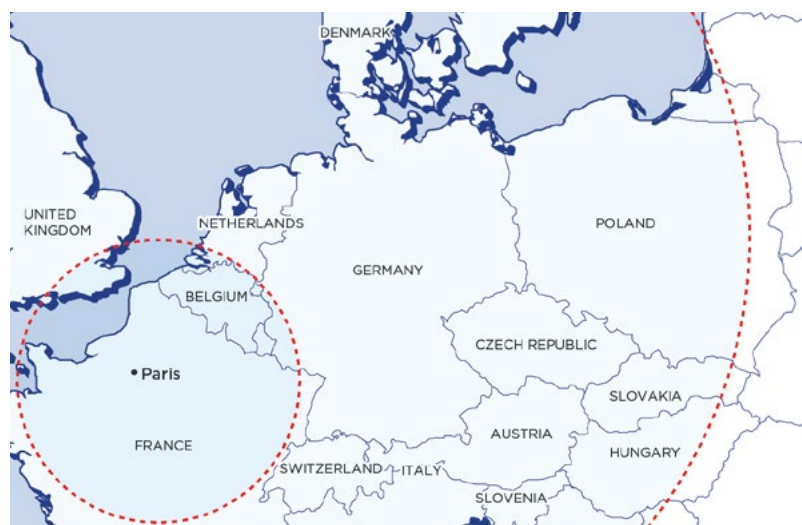 DENMARK
UNITED
KINGDOM
NETHERLANDS
POLAND
GERMANY
BELGIUM
CZECH REPUBLIC
Paris
SLOVAKIA
AUSTRIA
FRANCE
HUNGARY
SWITZERLAND
ITALY
SLOVENIA